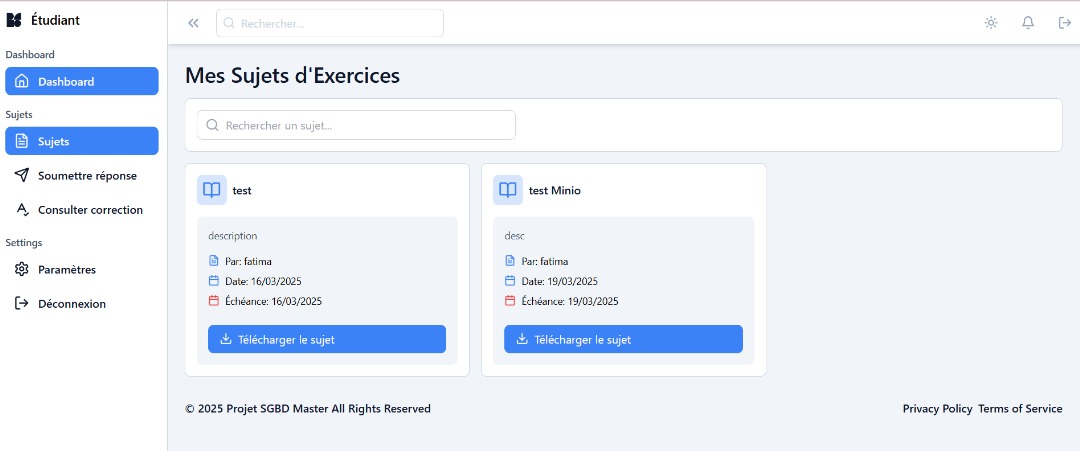 Étudiant
Rechercher...
Dashboard
Dashboard
Sujets
Sujets
Soumettre réponse
Consulter correction
Settings
Paramètres
Déconnexion
Mes Sujets d'Exercices
Rechercher un sujet...
test
description
Par: fatima
Date: 16/03/2025
Échéance: 16/03/2025
Télécharger le sujet
test Minio
desc
Par: fatima
Date: 19/03/2025
Échéance: 19/03/2025
Télécharger le sujet
© 2025 Projet SGBD Master All Rights Reserved
Privacy Policy Terms of Service